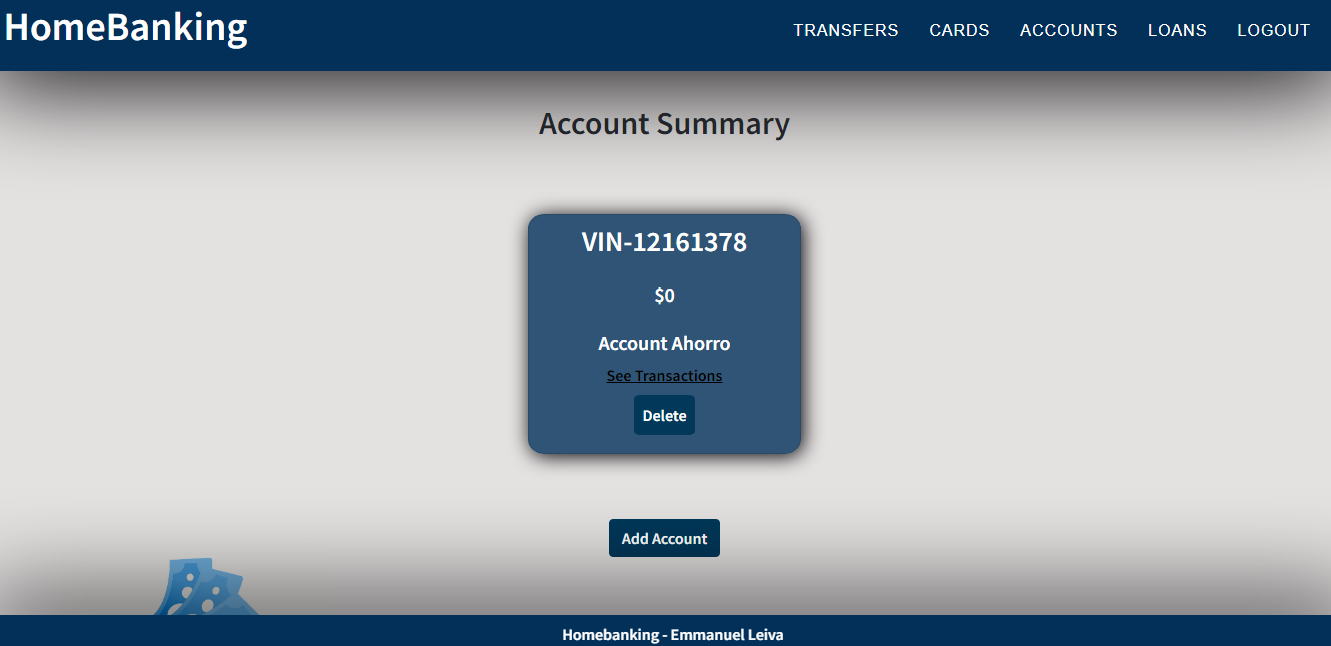 HomeBanking
TRANSFERS CARDS ACCOUNTS LOANS LOGOUT
Account Summary
VIN-12161378
$0
Account Ahorro
See Transactions
Delete
Add Account
Homebanking - Emmanuel Leiva